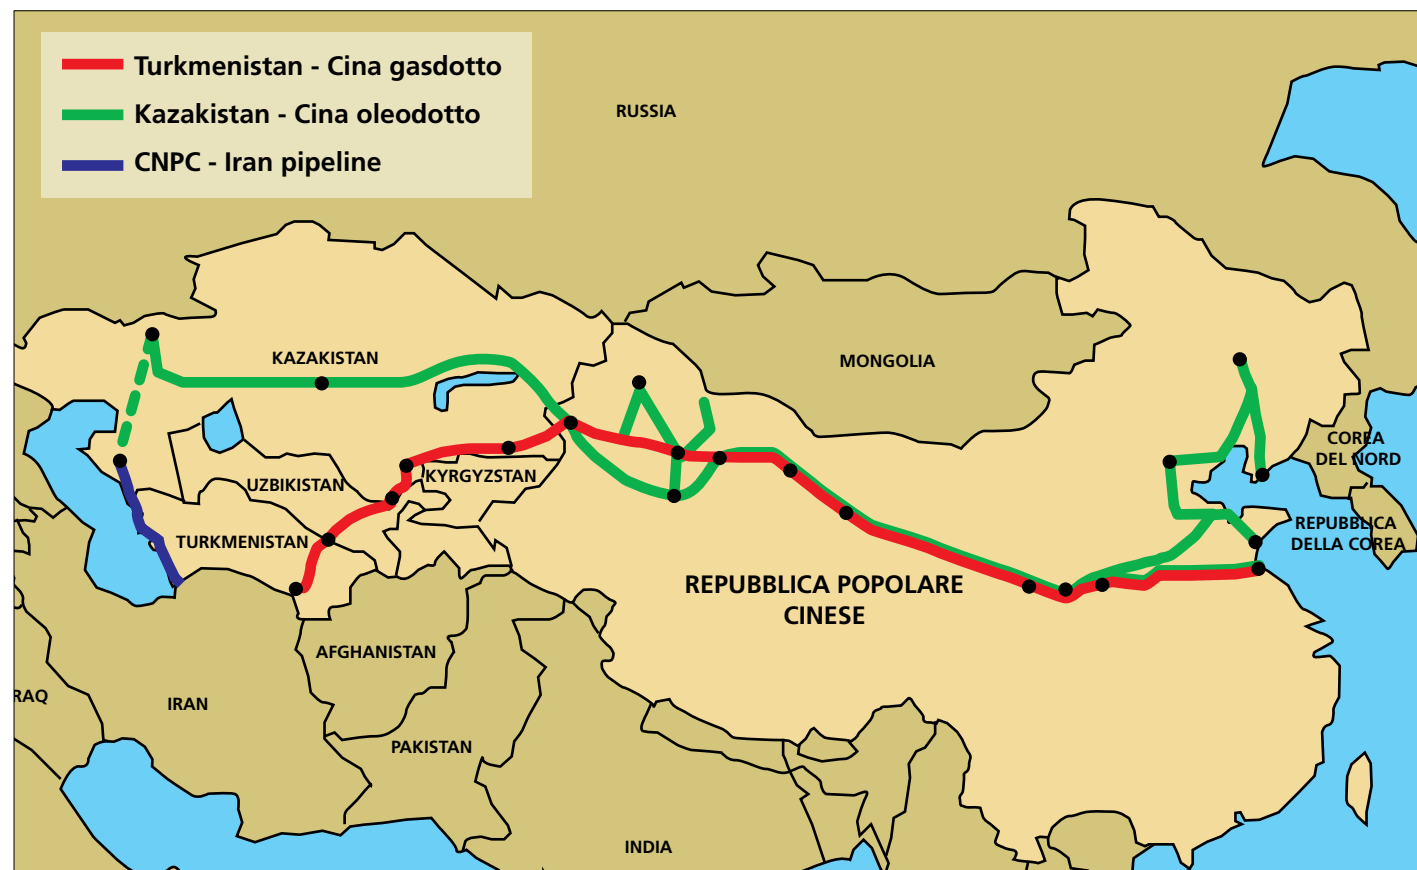 Turkmenistan - Cina gasdotto
Kazakistan - Cina oleodotto
CNPC - Iran pipeline
RUSSIA
KAZAKISTAN
MONGOLIA
COREA
DEL NORD
KYRGYZSTAN
UZBIKISTAN
TURKMENISTAN
REPUBBLICA
DELLA COREA
REPUBBLICA POPOLARE
CINESE
AFGHANISTAN
RAQ
IRAN
PAKISTAN
INDIA